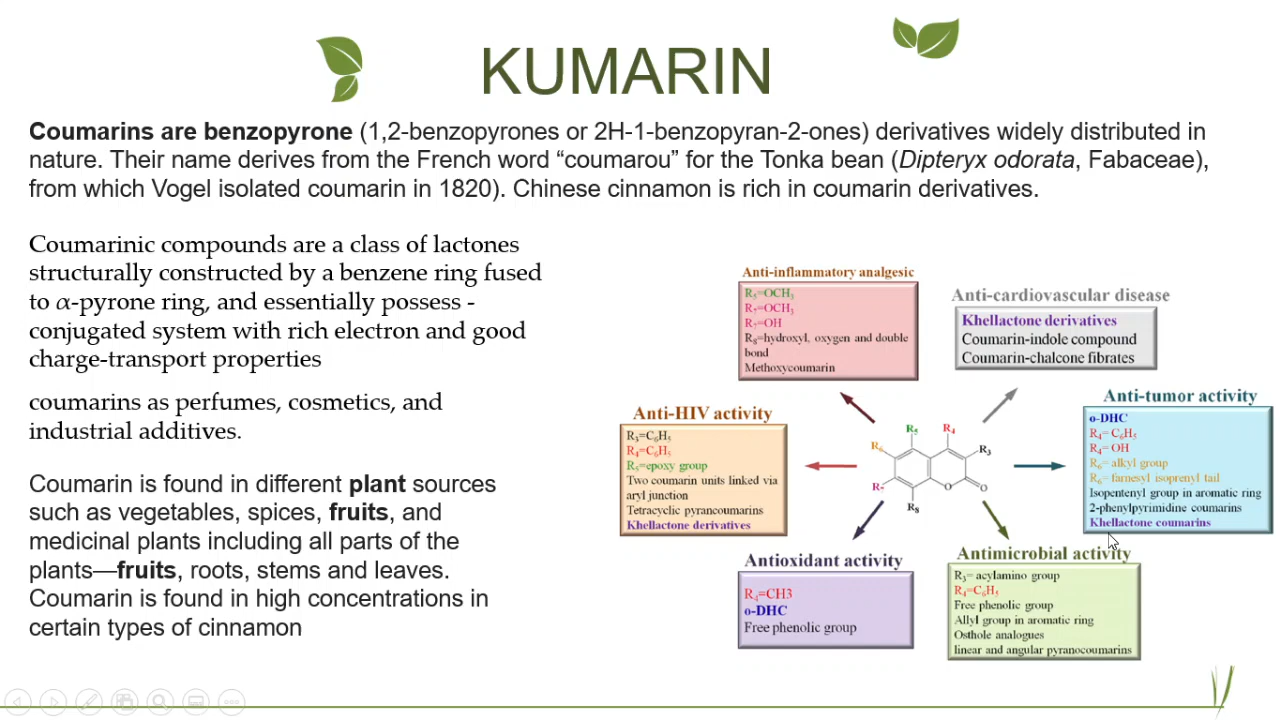 KUMARIN
Coumarins are benzopyrone (1,2-benzopyrones or 2H-1-benzopyran-2-ones) derivatives widely distributed in
nature. Their name derives from the French word “coumarou” for the Tonka bean (Dipteryx odorata, Fabaceae),
from which Vogel isolated coumarin in 1820). Chinese cinnamon is rich in coumarin derivatives.
Coumarinic compounds are a class of lactones
structurally constructed by a benzene ring fused
to α-pyrone ring, and essentially possess -
conjugated system with rich electron and good
charge-transport properties
coumarins as perfumes, cosmetics, and
industrial additives.
Coumarin is found in different plant sources
such as vegetables, spices, fruits, and
medicinal plants including all parts of the
plants—fruits, roots, stems and leaves.
Coumarin is found in high concentrations in
certain types of cinnamon
Anti-inflammatory analgesic
R₅=OCH₃
R₇=OCH₃
R₇=OH
R₈=hydroxyl, oxygen and double
bond
Methoxycoumarin
Anti-cardiovascular disease
Khellactone derivatives
Coumarin-indole compound
Coumarin-chalcone fibrates
Anti-HIV activity
R₃=C₆H₅
R₄=C₆H₅
R₅=epoxy group
Two coumarin units linked via
aryl junction
Tetracyclic pyrancoumarins
Khellactone derivatives
R₅
R₄
R₆
R₃
R₇
O
O
R₈
Anti-tumor activity
o-DHC
R₄= C₆H₅
R₄= OH
R₆= alkyl group
R₆= farnesyl isoprenyl tail
Isopentenyl group in aromatic ring
2-phenylpyrimidine coumarins
Khellactone coumarins
Antioxidant activity
R₄=CH3
o-DHC
Free phenolic group
Antimicrobial activity
R₃= acylamino group
R₄=C₆H₅
Free phenolic group
Allyl group in aromatic ring
Osthole analogues
linear and angular pyranocoumarins